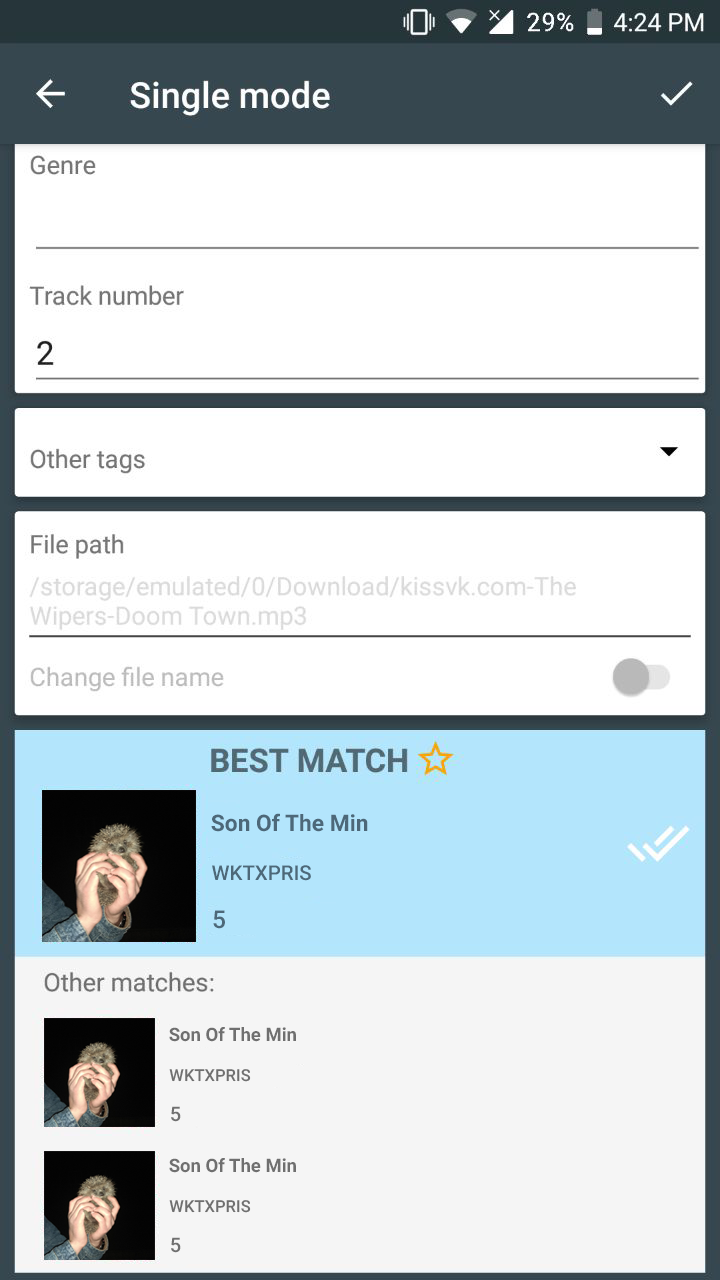 29% 4:24 PM
Single mode
Genre
Track number
2
Other tags
File path
/storage/emulated/0/Download/kissvk.com-The
Wipers-Doom Town.mp3
Change file name
BEST MATCH
Son Of The Min
WKTXPRIS
5
Other matches:
Son Of The Min
WKTXPRIS
5
Son Of The Min
WKTXPRIS
5